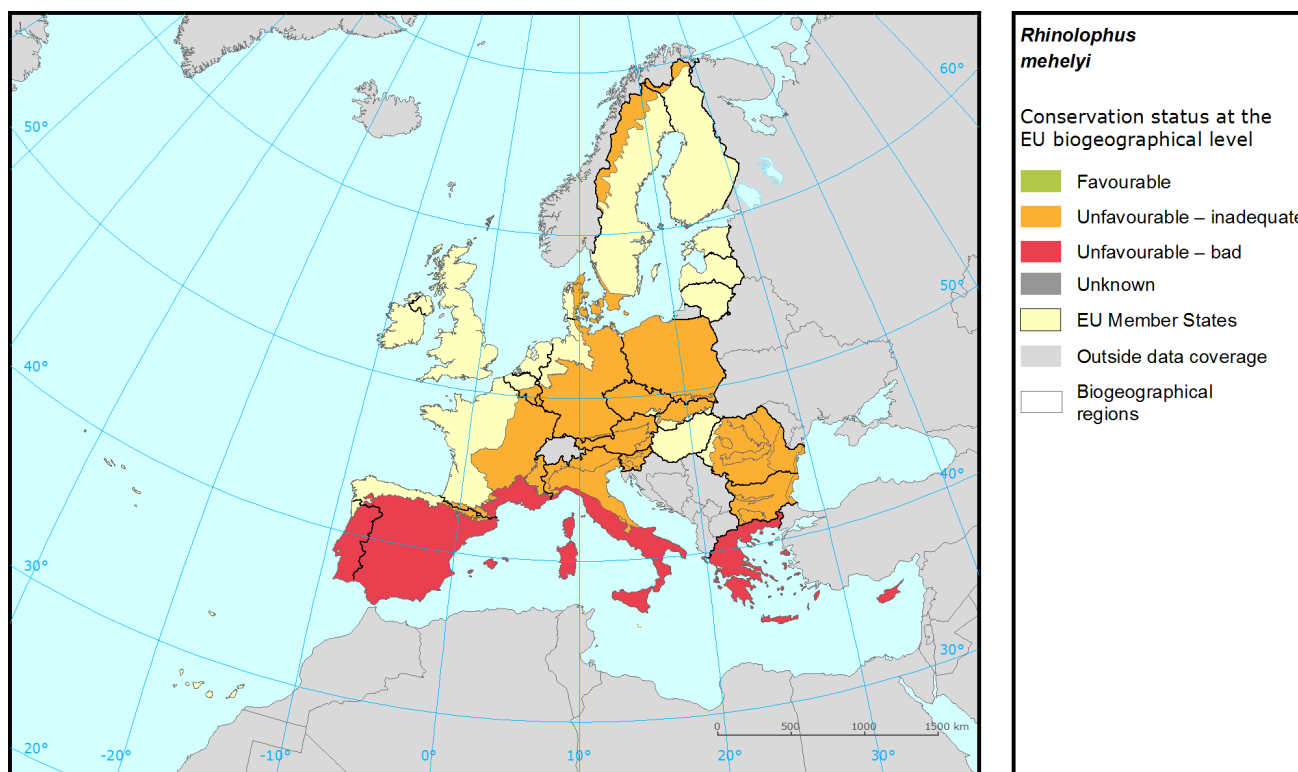 Rhinolophus
mehelyi
Conservation status at the
EU biogeographical level
Favourable
Unfavourable – inadequate
Unfavourable – bad
Unknown
EU Member States
Outside data coverage
Biogeographical
regions
60°
50°
50°
40°
40°
30°
30°
20°
-20°
-10°
0°
10°
20°
30°
0 500 1000 1500 km